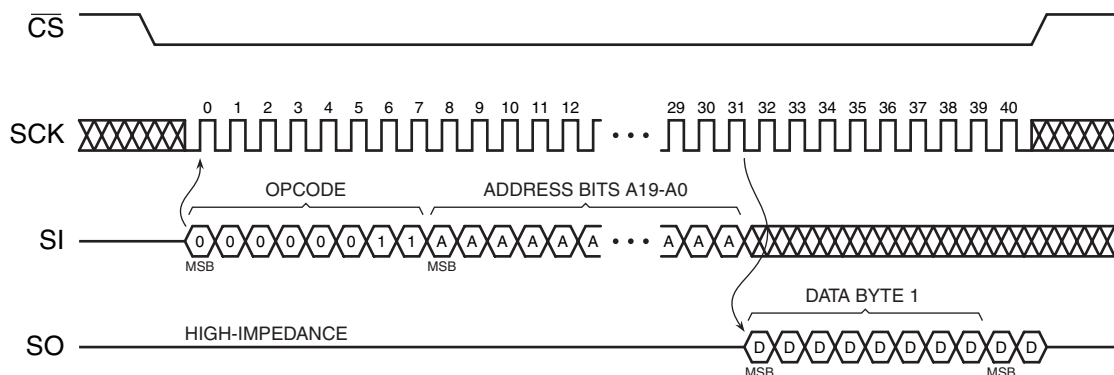 CS
SCK
0 1 2 3 4 5 6 7 8 9 10 11 12 29 30 31 32 33 34 35 36 37 38 39 40
OPCODE ADDRESS BITS A19-A0
SI
0 0 0 0 0 0 1 1 A A A A A A A A A
MSB MSB
DATA BYTE 1
SO
HIGH-IMPEDANCE
D D D D D D D D D D
MSB MSB